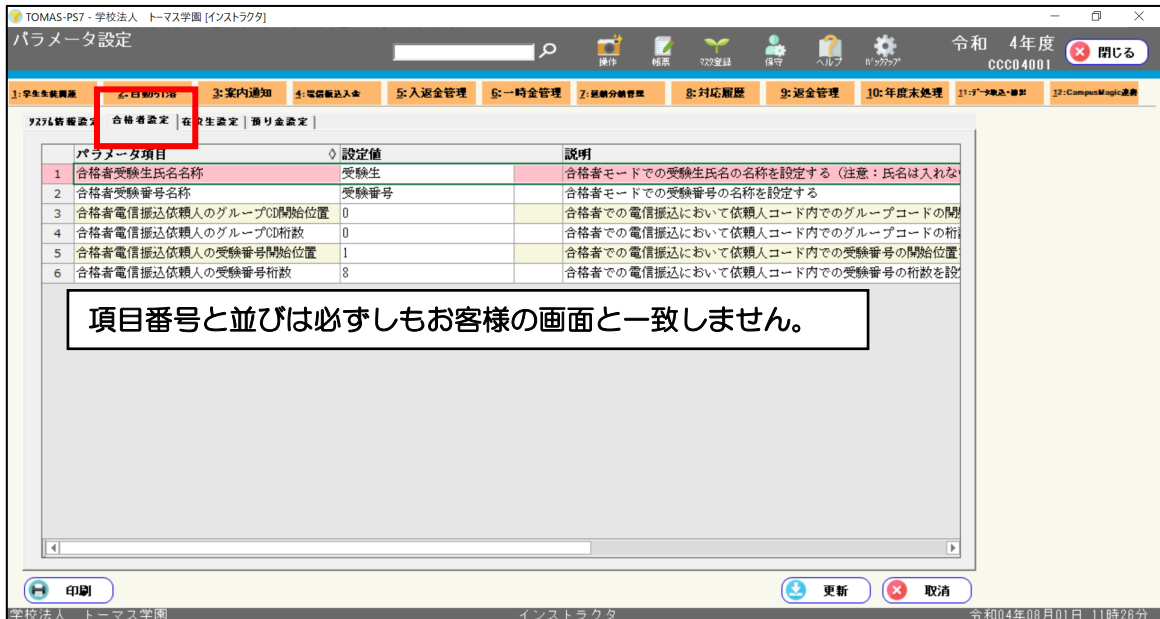 TOMAS-PS7 - 学校法人 トーマス学園 [インストラクタ]
パラメータ設定
操作 帳票 マスタ登録 保守 ヘルプ ﾊﾞｯｸｱｯﾌﾟ
令和 4年度
CCC04001
閉じる
1:学生生徒関連 2:自動引落 3:案内通知 4:電信振込入金 5:入返金管理 6:一時金管理 7:延納分納管理 8:対応履歴 9:返金管理 10:年度末処理 11:ﾃﾞｰﾀ取込・抽出 12:CampusMagic連携
ｼｽﾃﾑ情報設定 合格者設定 在校生設定 預り金設定
パラメータ項目 設定値 説明
1 合格者受験生氏名名称 受験生 合格者モードでの受験生氏名の名称を設定する（注意：氏名は入れな
2 合格者受験番号名称 受験番号 合格者モードでの受験番号の名称を設定する
3 合格者電信振込依頼人のグループCD開始位置 0 合格者での電信振込において依頼人コード内でのグループコードの開
4 合格者電信振込依頼人のグループCD桁数 0 合格者での電信振込において依頼人コード内でのグループコードの桁
5 合格者電信振込依頼人の受験番号開始位置 1 合格者での電信振込において依頼人コード内での受験番号の開始位置
6 合格者電信振込依頼人の受験番号桁数 8 合格者での電信振込において依頼人コード内での受験番号の桁数を設
項目番号と並びは必ずしもお客様の画面と一致しません。
印刷 更新 取消
学校法人 トーマス学園 インストラクタ 令和04年08月01日 11時26分